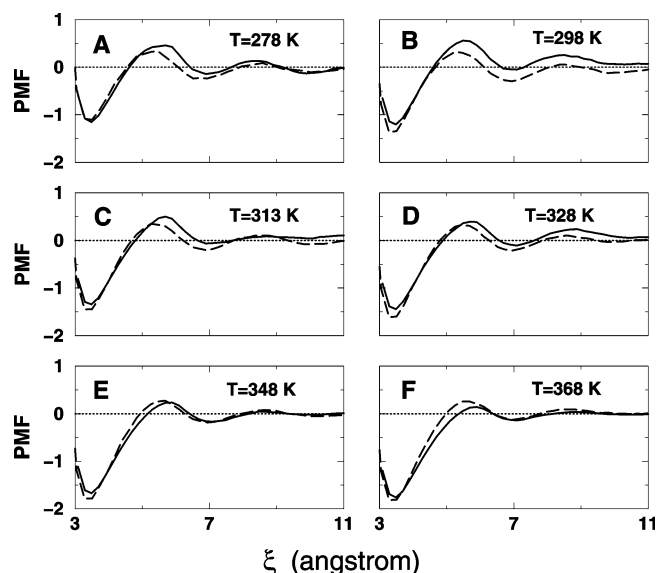 1
A
T=278 K
B
T=298 K
0
PMF
−1
−2
1
C
T=313 K
D
T=328 K
0
PMF
−1
−2
1
E
T=348 K
F
T=368 K
0
PMF
−1
−2
3 7 11 3 7 11
ξ (angstrom)